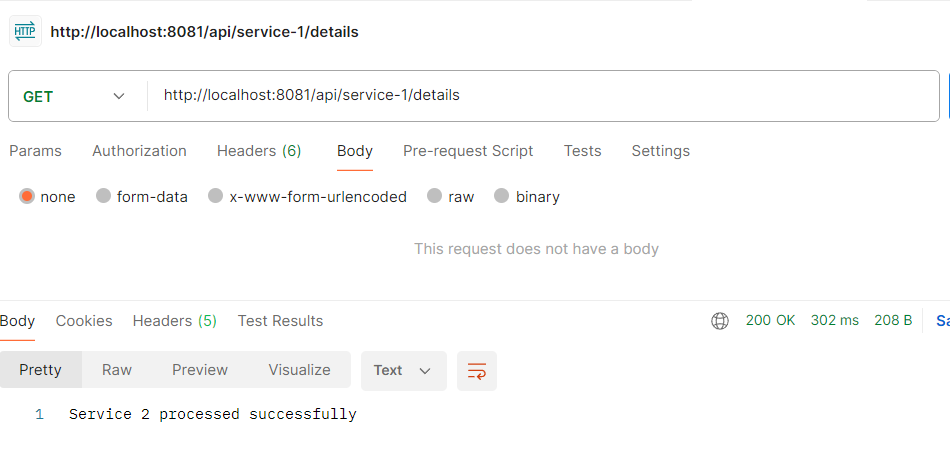 HTTP http://localhost:8081/api/service-1/details
GET http://localhost:8081/api/service-1/details
Params Authorization Headers (6) Body Pre-request Script Tests Settings
none form-data x-www-form-urlencoded raw binary
This request does not have a body
Body Cookies Headers (5) Test Results 200 OK 302 ms 208 B Sa
Pretty Raw Preview Visualize Text
1 Service 2 processed successfully